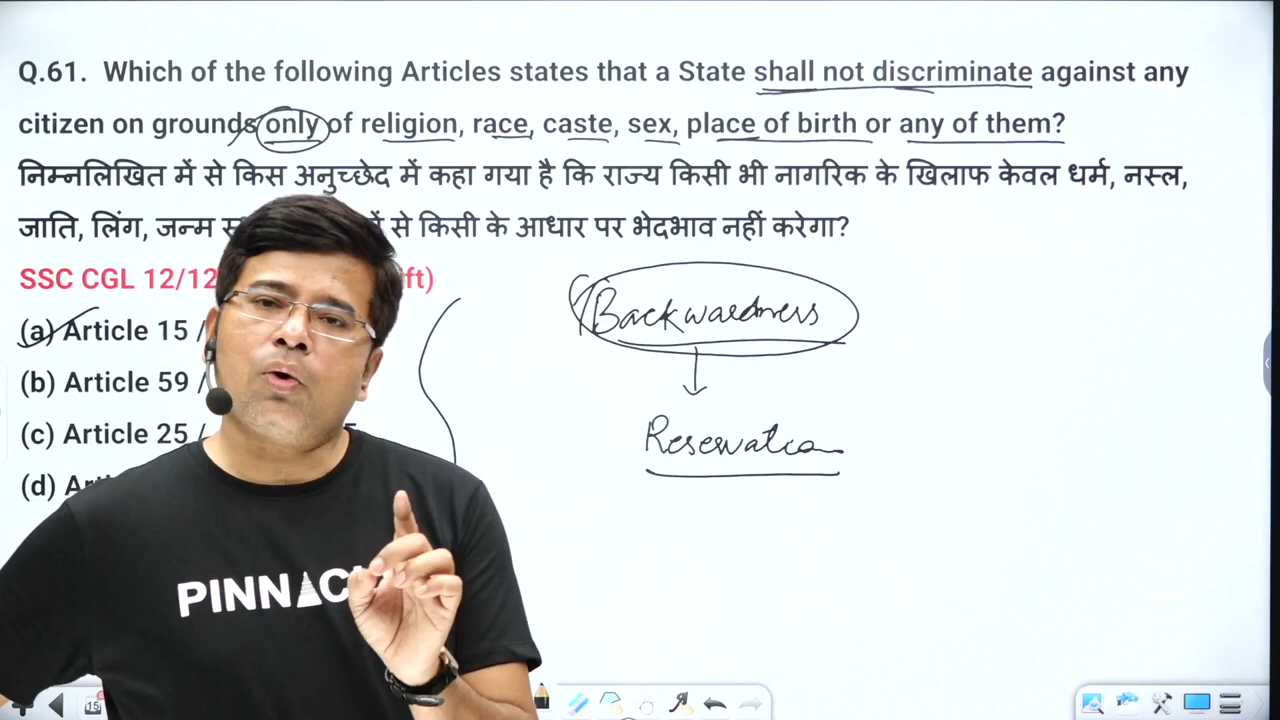 Q.61. Which of the following Articles states that a State shall not discriminate against any
citizen on grounds only of religion, race, caste, sex, place of birth or any of them?
निम्नलिखित में से किस अनुच्छेद में कहा गया है कि राज्य किसी भी नागरिक के खिलाफ केवल धर्म, नस्ल,
जाति, लिंग, जन्म से किसी के आधार पर भेदभाव नहीं करेगा?
SSC CGL 12/12
(a) Article 15 /
(b) Article 59 /
(c) Article 25 /
(d)
Backwardness
Reservation
PINNAC
15